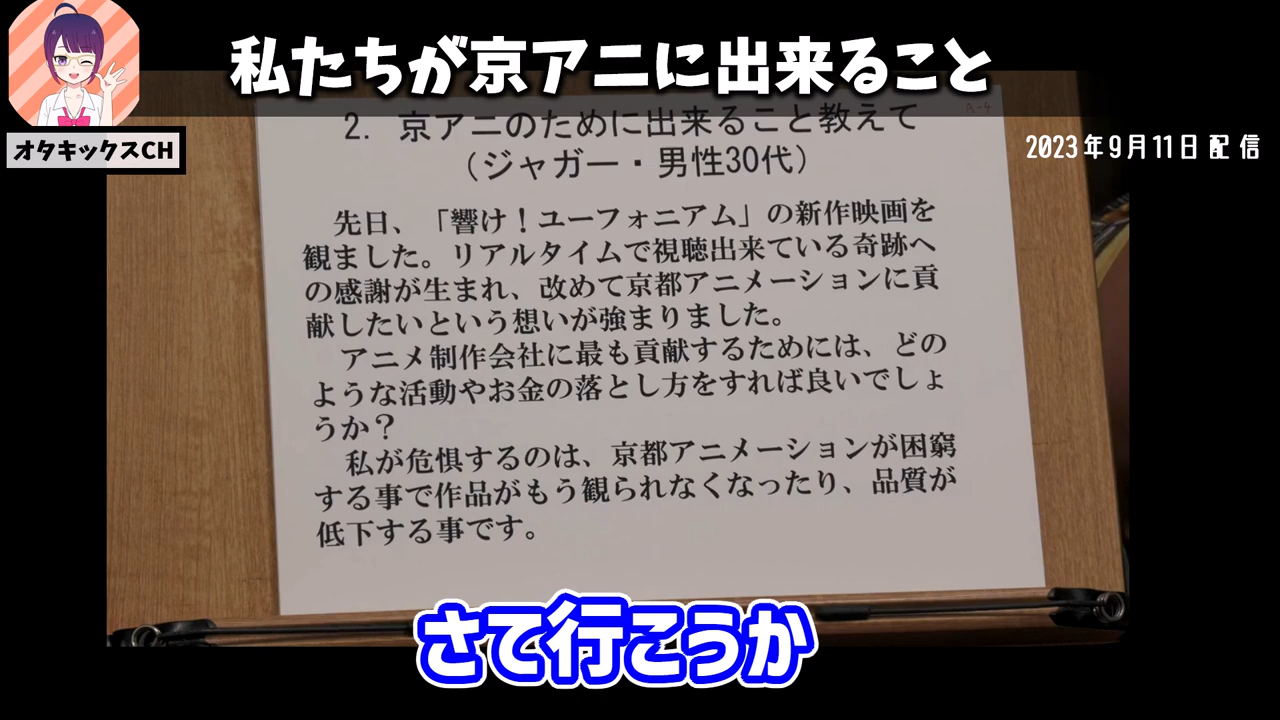 私たちが京アニに出来ること
オタキックスCH
2023年9月11日配信
A-4
2. 京アニのために出来ること教えて
（ジャガー・男性30代）
先日、「響け！ユーフォニアム」の新作映画を
観ました。リアルタイムで視聴出来ている奇跡へ
の感謝が生まれ、改めて京都アニメーションに貢
献したいという想いが強まりました。
アニメ制作会社に最も貢献するためには、どの
ような活動やお金の落とし方をすれば良いでしょ
うか？
私が危惧するのは、京都アニメーションが困窮
する事で作品がもう観られなくなったり、品質が
低下する事です。
さて行こうか